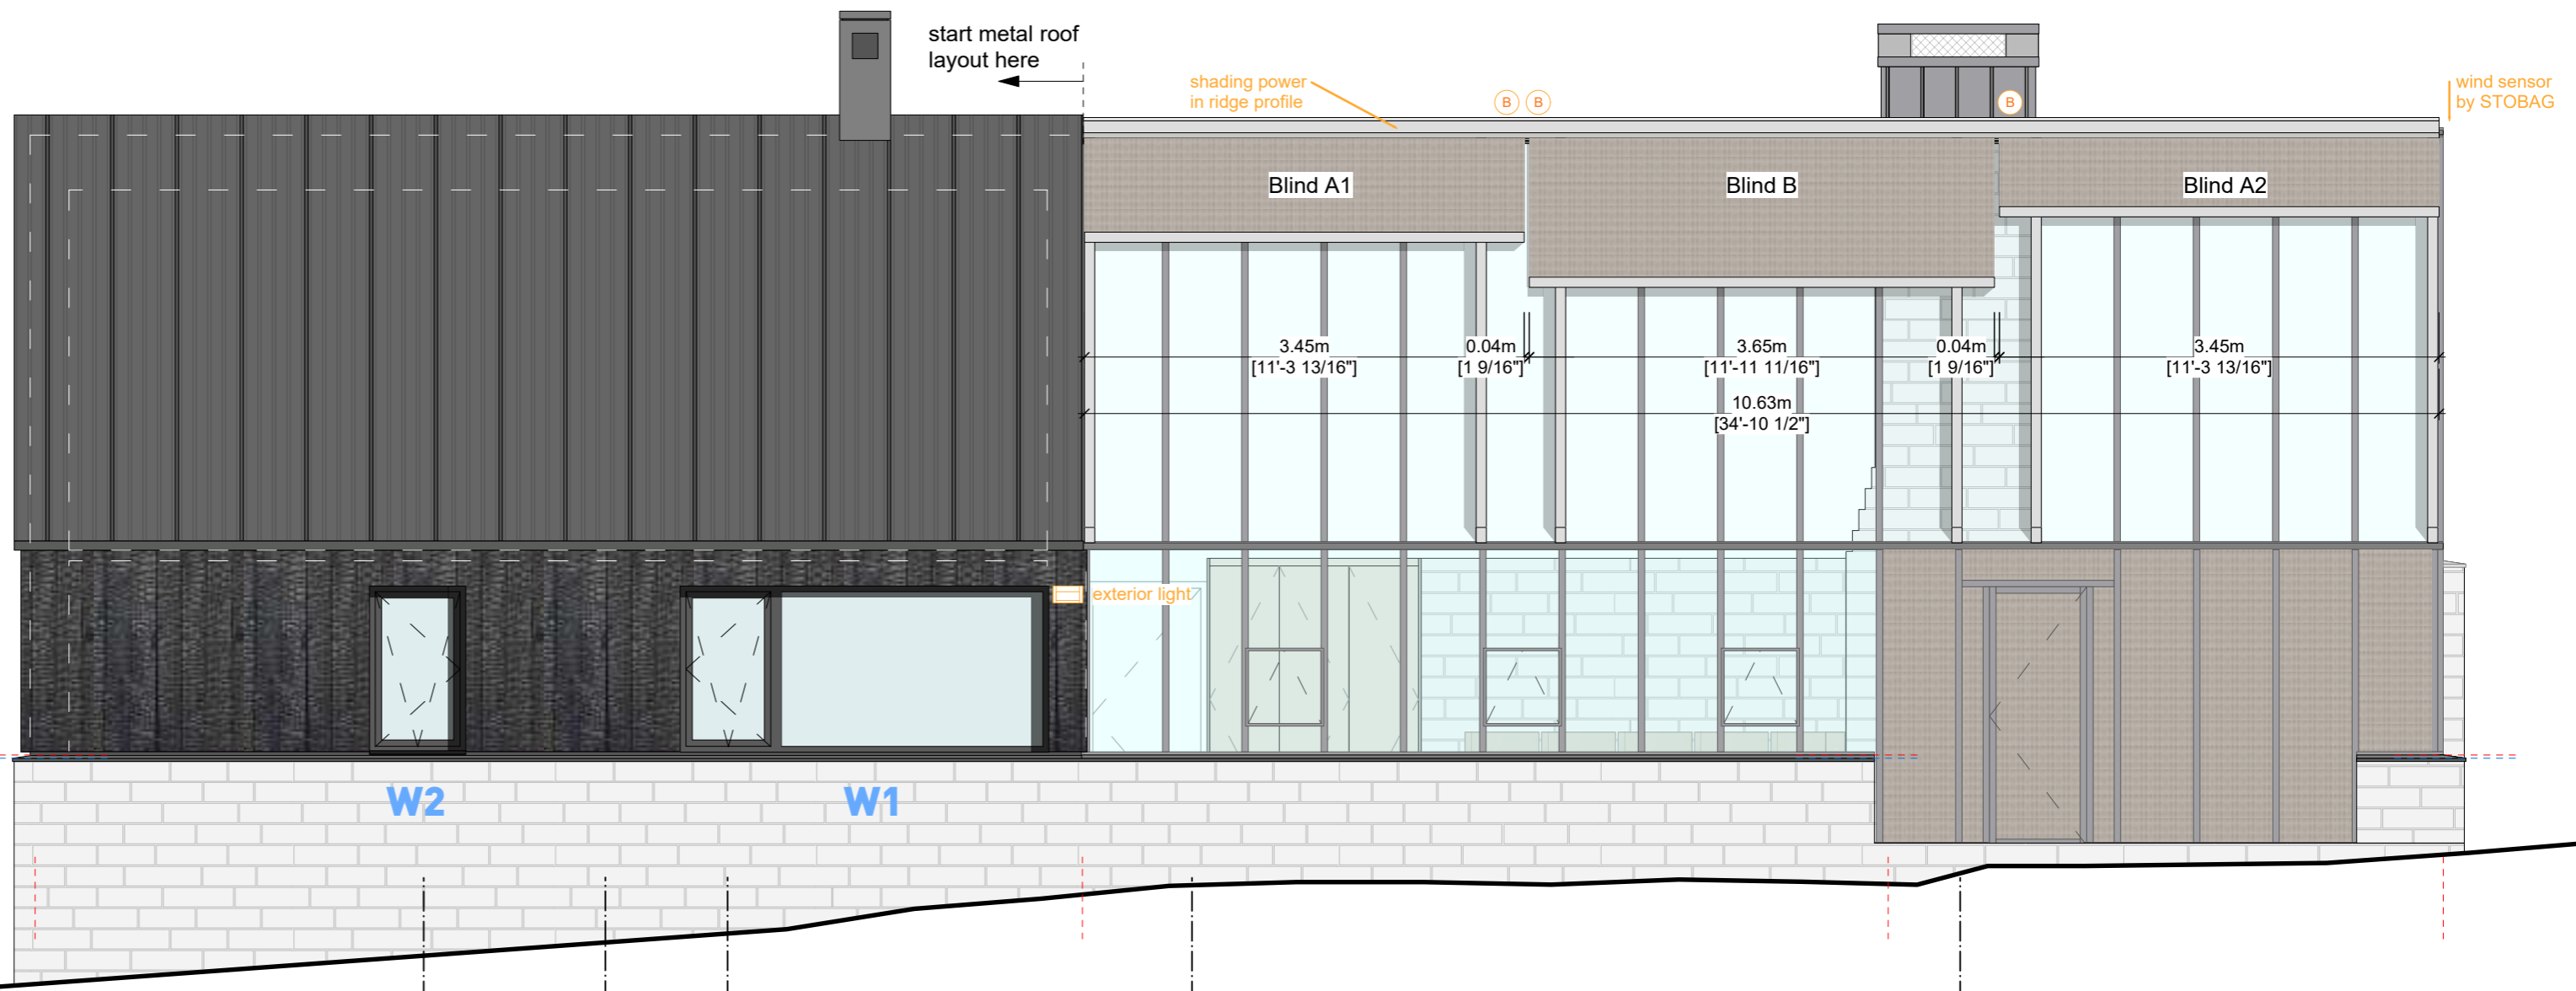 start metal roof
layout here
shading power
in ridge profile
B
B
B
wind sensor
by STOBAG
Blind A1
Blind B
Blind A2
3.45m
[11'-3 13/16"]
0.04m
[1 9/16"]
3.65m
[11'-11 11/16"]
0.04m
[1 9/16"]
3.45m
[11'-3 13/16"]
10.63m
[34'-10 1/2"]
exterior light
W2
W1